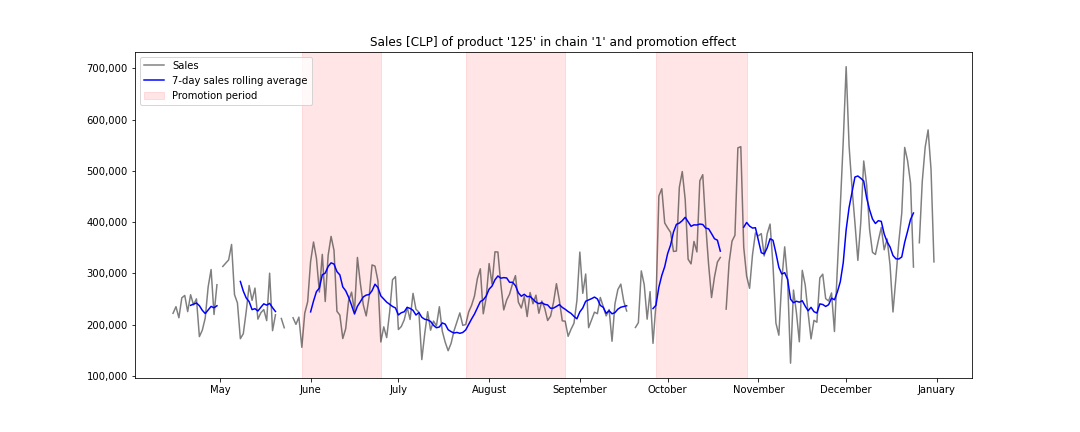 Sales [CLP] of product '125' in chain '1' and promotion effect
Sales
7-day sales rolling average
Promotion period
700,000
600,000
500,000
400,000
300,000
200,000
100,000
May
June
July
August
September
October
November
December
January